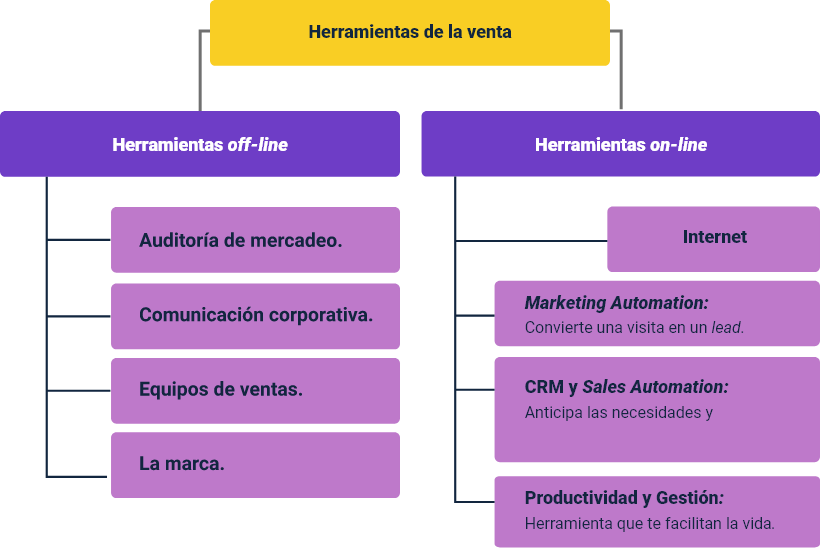 Herramientas de la venta
Herramientas off-line
Herramientas on-line
Auditoría de mercadeo.
Comunicación corporativa.
Equipos de ventas.
La marca.
Internet
Marketing Automation:
Convierte una visita en un lead.
CRM y Sales Automation:
Anticipa las necesidades y
Productividad y Gestión:
Herramienta que te facilitan la vida.